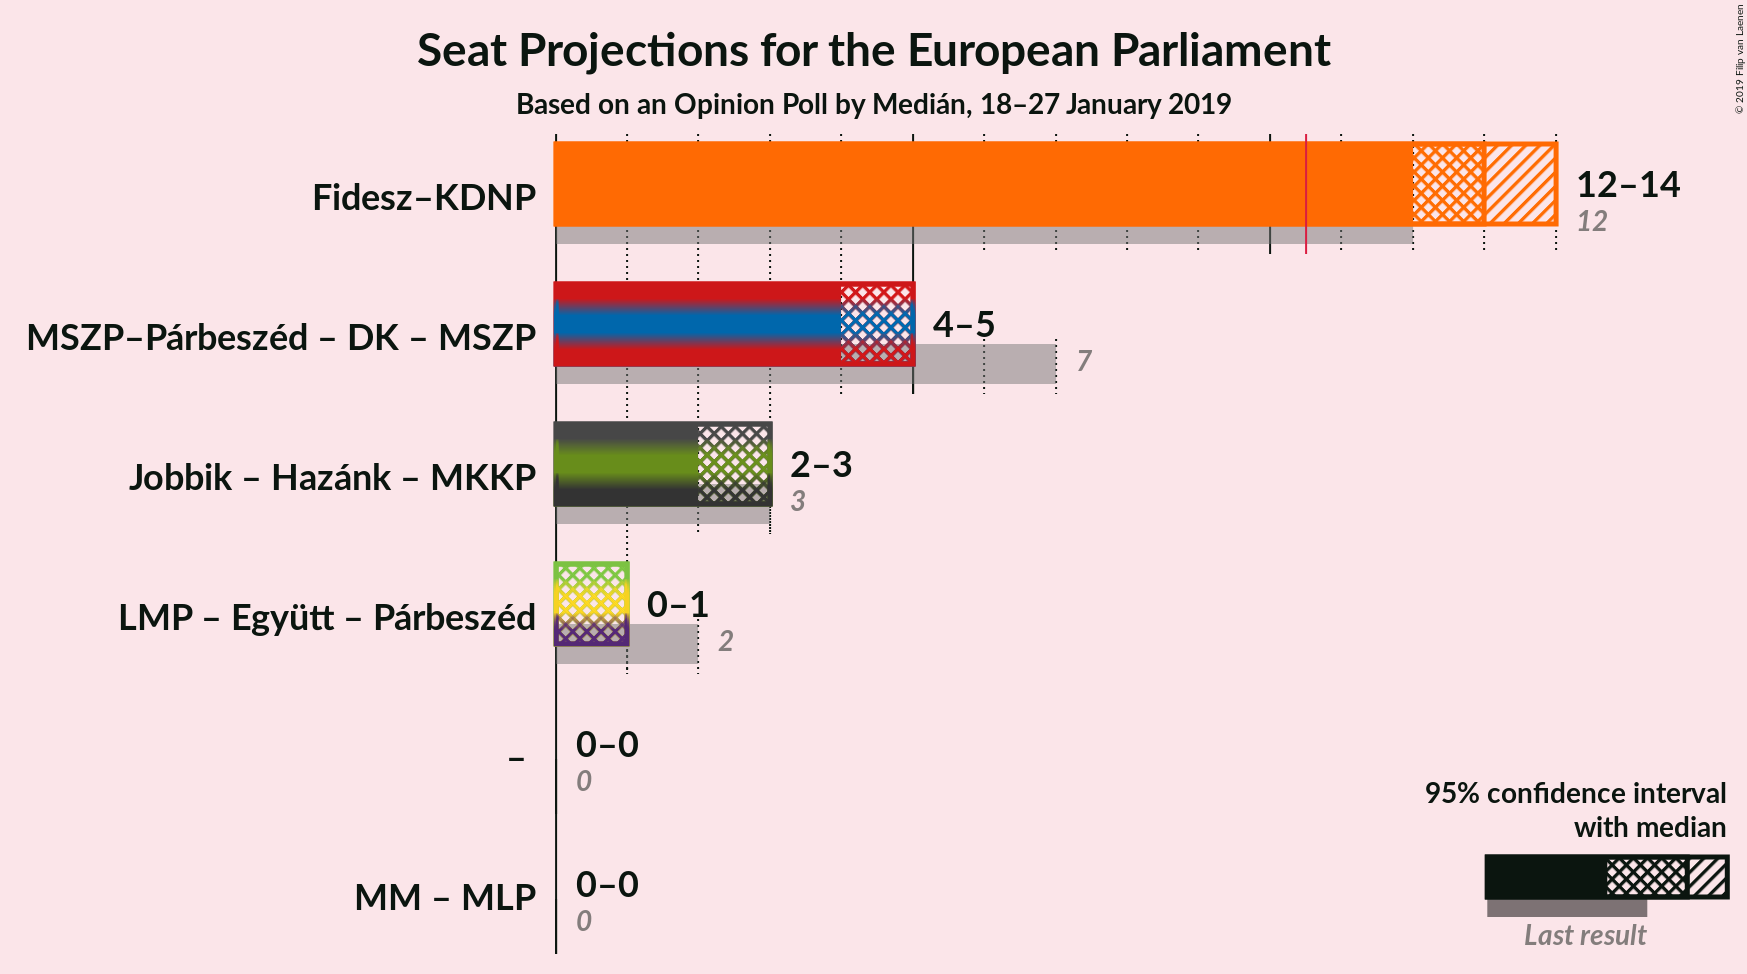 Seat Projections for the European Parliament
Based on an Opinion Poll by Medián, 18–27 January 2019
© 2019 Filip van Laenen
Fidesz–KDNP
12–14
12
MSZP–Párbeszéd – DK – MSZP
4–5
7
Jobbik – Hazánk – MKKP
2–3
3
LMP – Együtt – Párbeszéd
0–1
2
–
0–0
0
MM – MLP
0–0
0
95% confidence interval
with median
Last result